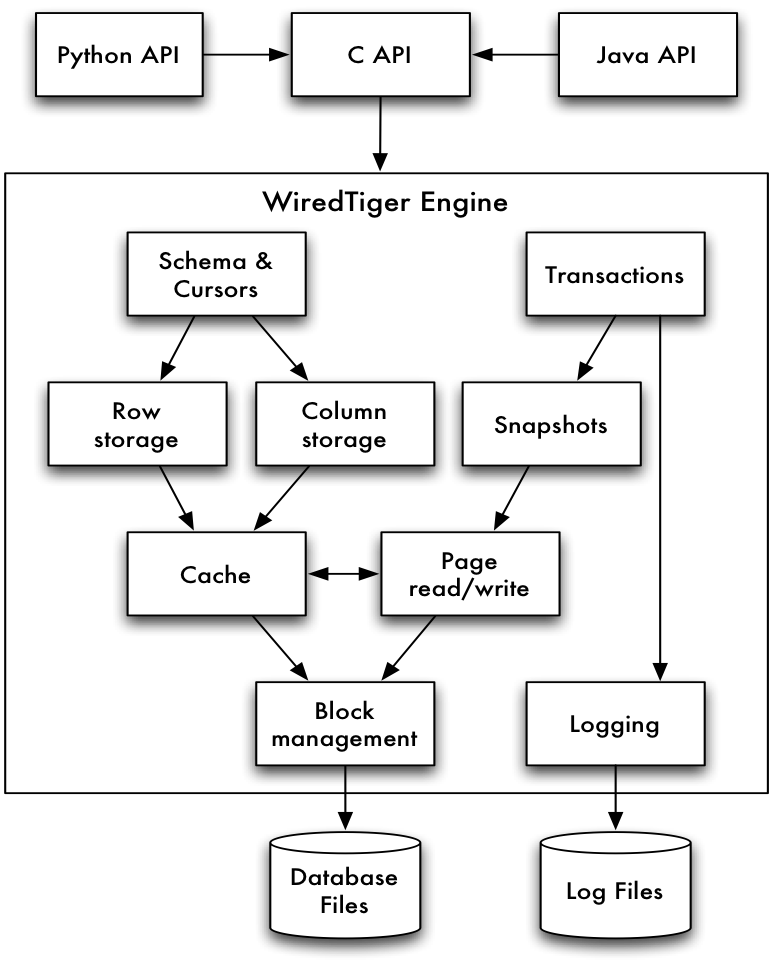 Python API
C API
Java API
WiredTiger Engine
Schema &
Cursors
Transactions
Row
storage
Column
storage
Snapshots
Cache
Page
read/write
Block
management
Logging
Database
Files
Log Files